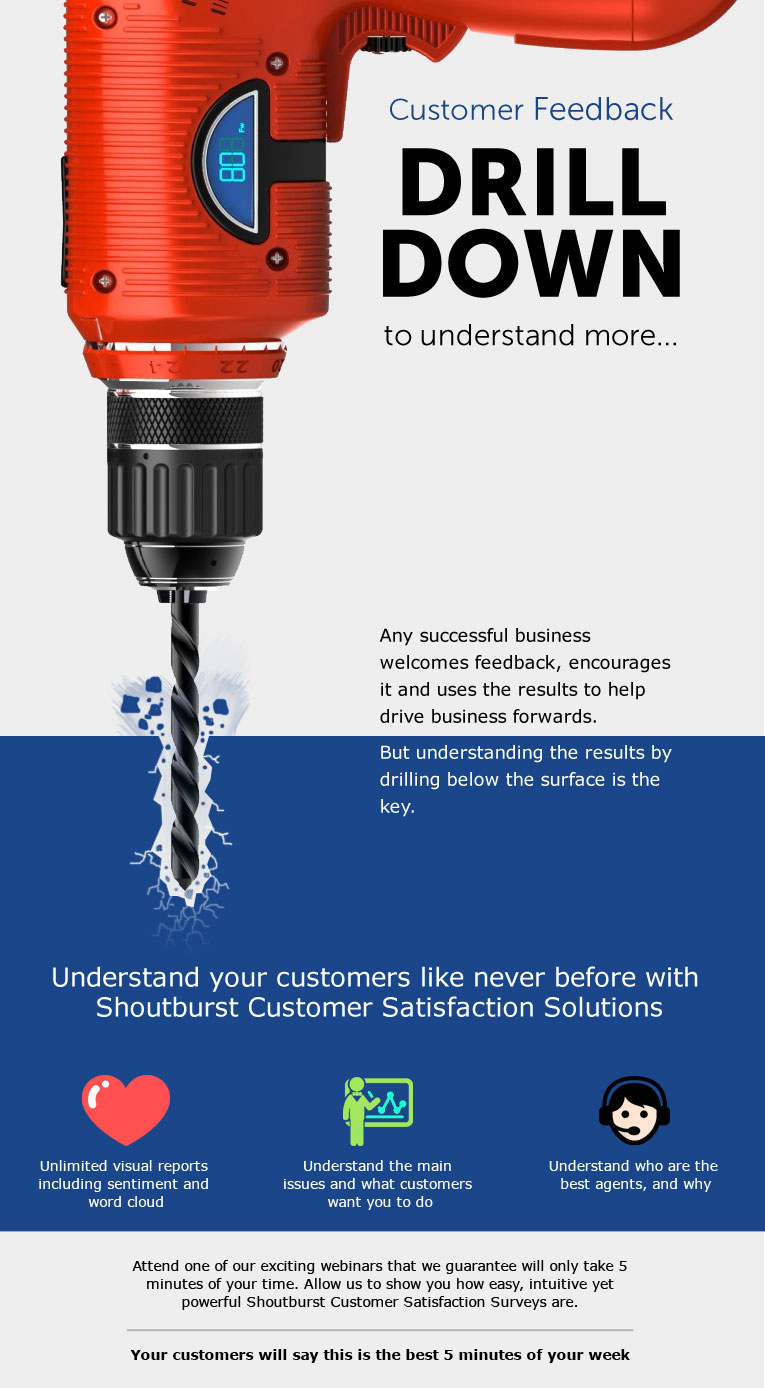 Customer Feedback
DRILL
DOWN
to understand more...
24 22
Any successful business
welcomes feedback, encourages
it and uses the results to help
drive business forwards.
But understanding the results by
drilling below the surface is the
key.
Understand your customers like never before with
Shoutburst Customer Satisfaction Solutions
Unlimited visual reports
including sentiment and
word cloud
Understand the main
issues and what customers
want you to do
Understand who are the
best agents, and why
Attend one of our exciting webinars that we guarantee will only take 5
minutes of your time. Allow us to show you how easy, intuitive yet
powerful Shoutburst Customer Satisfaction Surveys are.
Your customers will say this is the best 5 minutes of your week